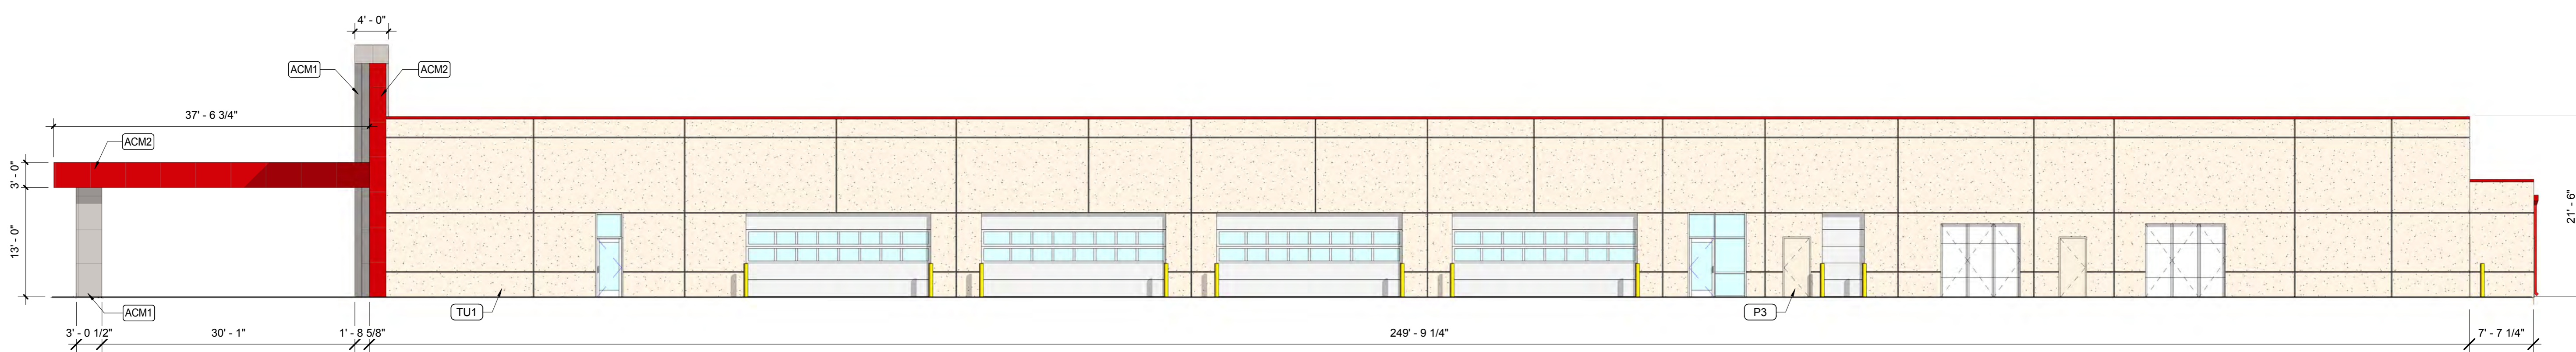 4' - 0"
ACM1
ACM2
37' - 6 3/4"
ACM2
3' - 0"
13' - 0"
21' - 6"
ACM1
TU1
P3
3' - 0 1/2"
30' - 1"
1' - 8 5/8"
249' - 9 1/4"
7' - 7 1/4"